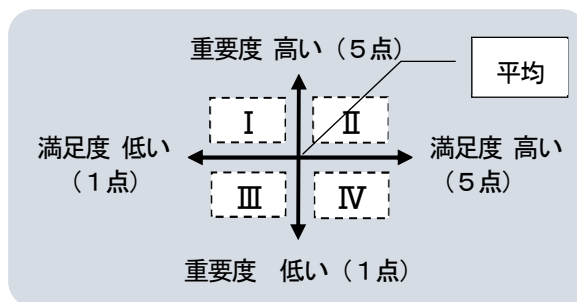 重要度 高い（５点）
平均
Ⅰ
Ⅱ
満足度 低い
（１点）
満足度 高い
（５点）
Ⅲ
Ⅳ
重要度　低い（１点）